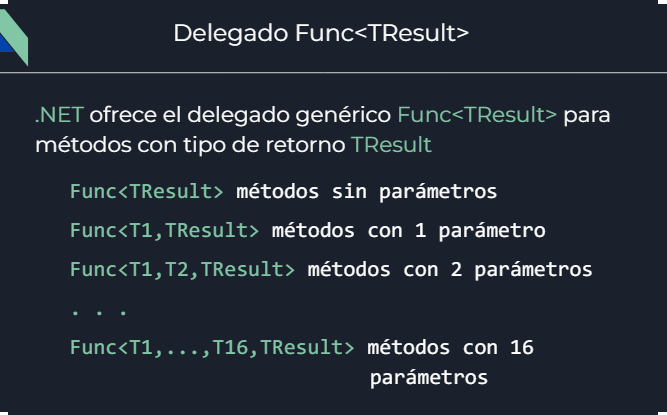 Delegado Func<TResult>
.NET ofrece el delegado genérico Func<TResult> para
métodos con tipo de retorno TResult
Func<TResult> métodos sin parámetros
Func<T1,TResult> métodos con 1 parámetro
Func<T1,T2,TResult> métodos con 2 parámetros
. . .
Func<T1,...,T16,TResult> métodos con 16
parámetros